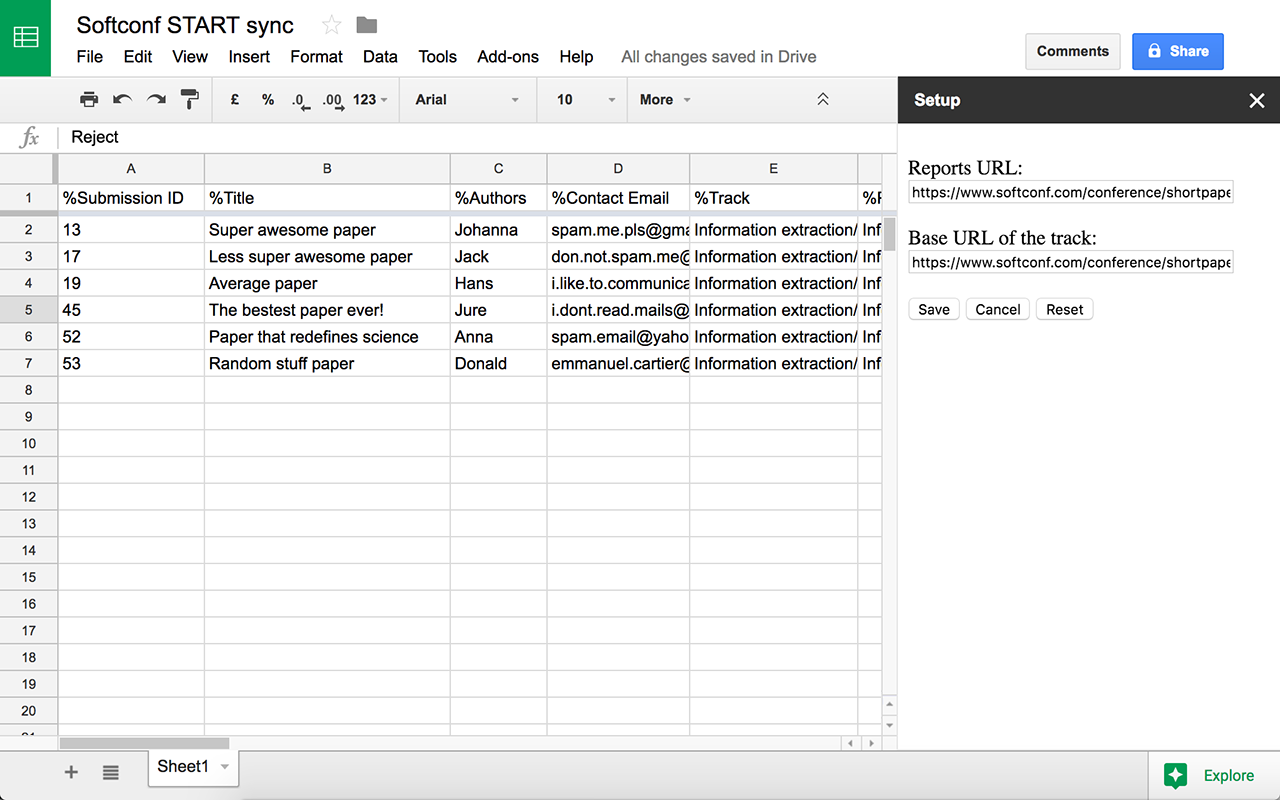 Softconf START sync
File Edit View Insert Format Data Tools Add-ons Help All changes saved in Drive
Comments Share
£ % .0 .00 123 Arial 10 More
Setup
fx Reject
A B C D E
1 %Submission ID %Title %Authors %Contact Email %Track
2 13 Super awesome paper Johanna spam.me.pls@gma Information extraction/ Inf
3 17 Less super awesome paper Jack don.not.spam.me@ Information extraction/ Inf
4 19 Average paper Hans i.like.to.communica Information extraction/ Inf
5 45 The bestest paper ever! Jure i.dont.read.mails@ Information extraction/ Inf
6 52 Paper that redefines science Anna spam.email@yaho Information extraction/ Inf
7 53 Random stuff paper Donald emmanuel.cartier@ Information extraction/ Inf
8
9
10
11
12
13
14
15
16
17
18
19
20
Reports URL:
https://www.softconf.com/conference/shortpape
Base URL of the track:
https://www.softconf.com/conference/shortpape
Save Cancel Reset
Sheet1
Explore